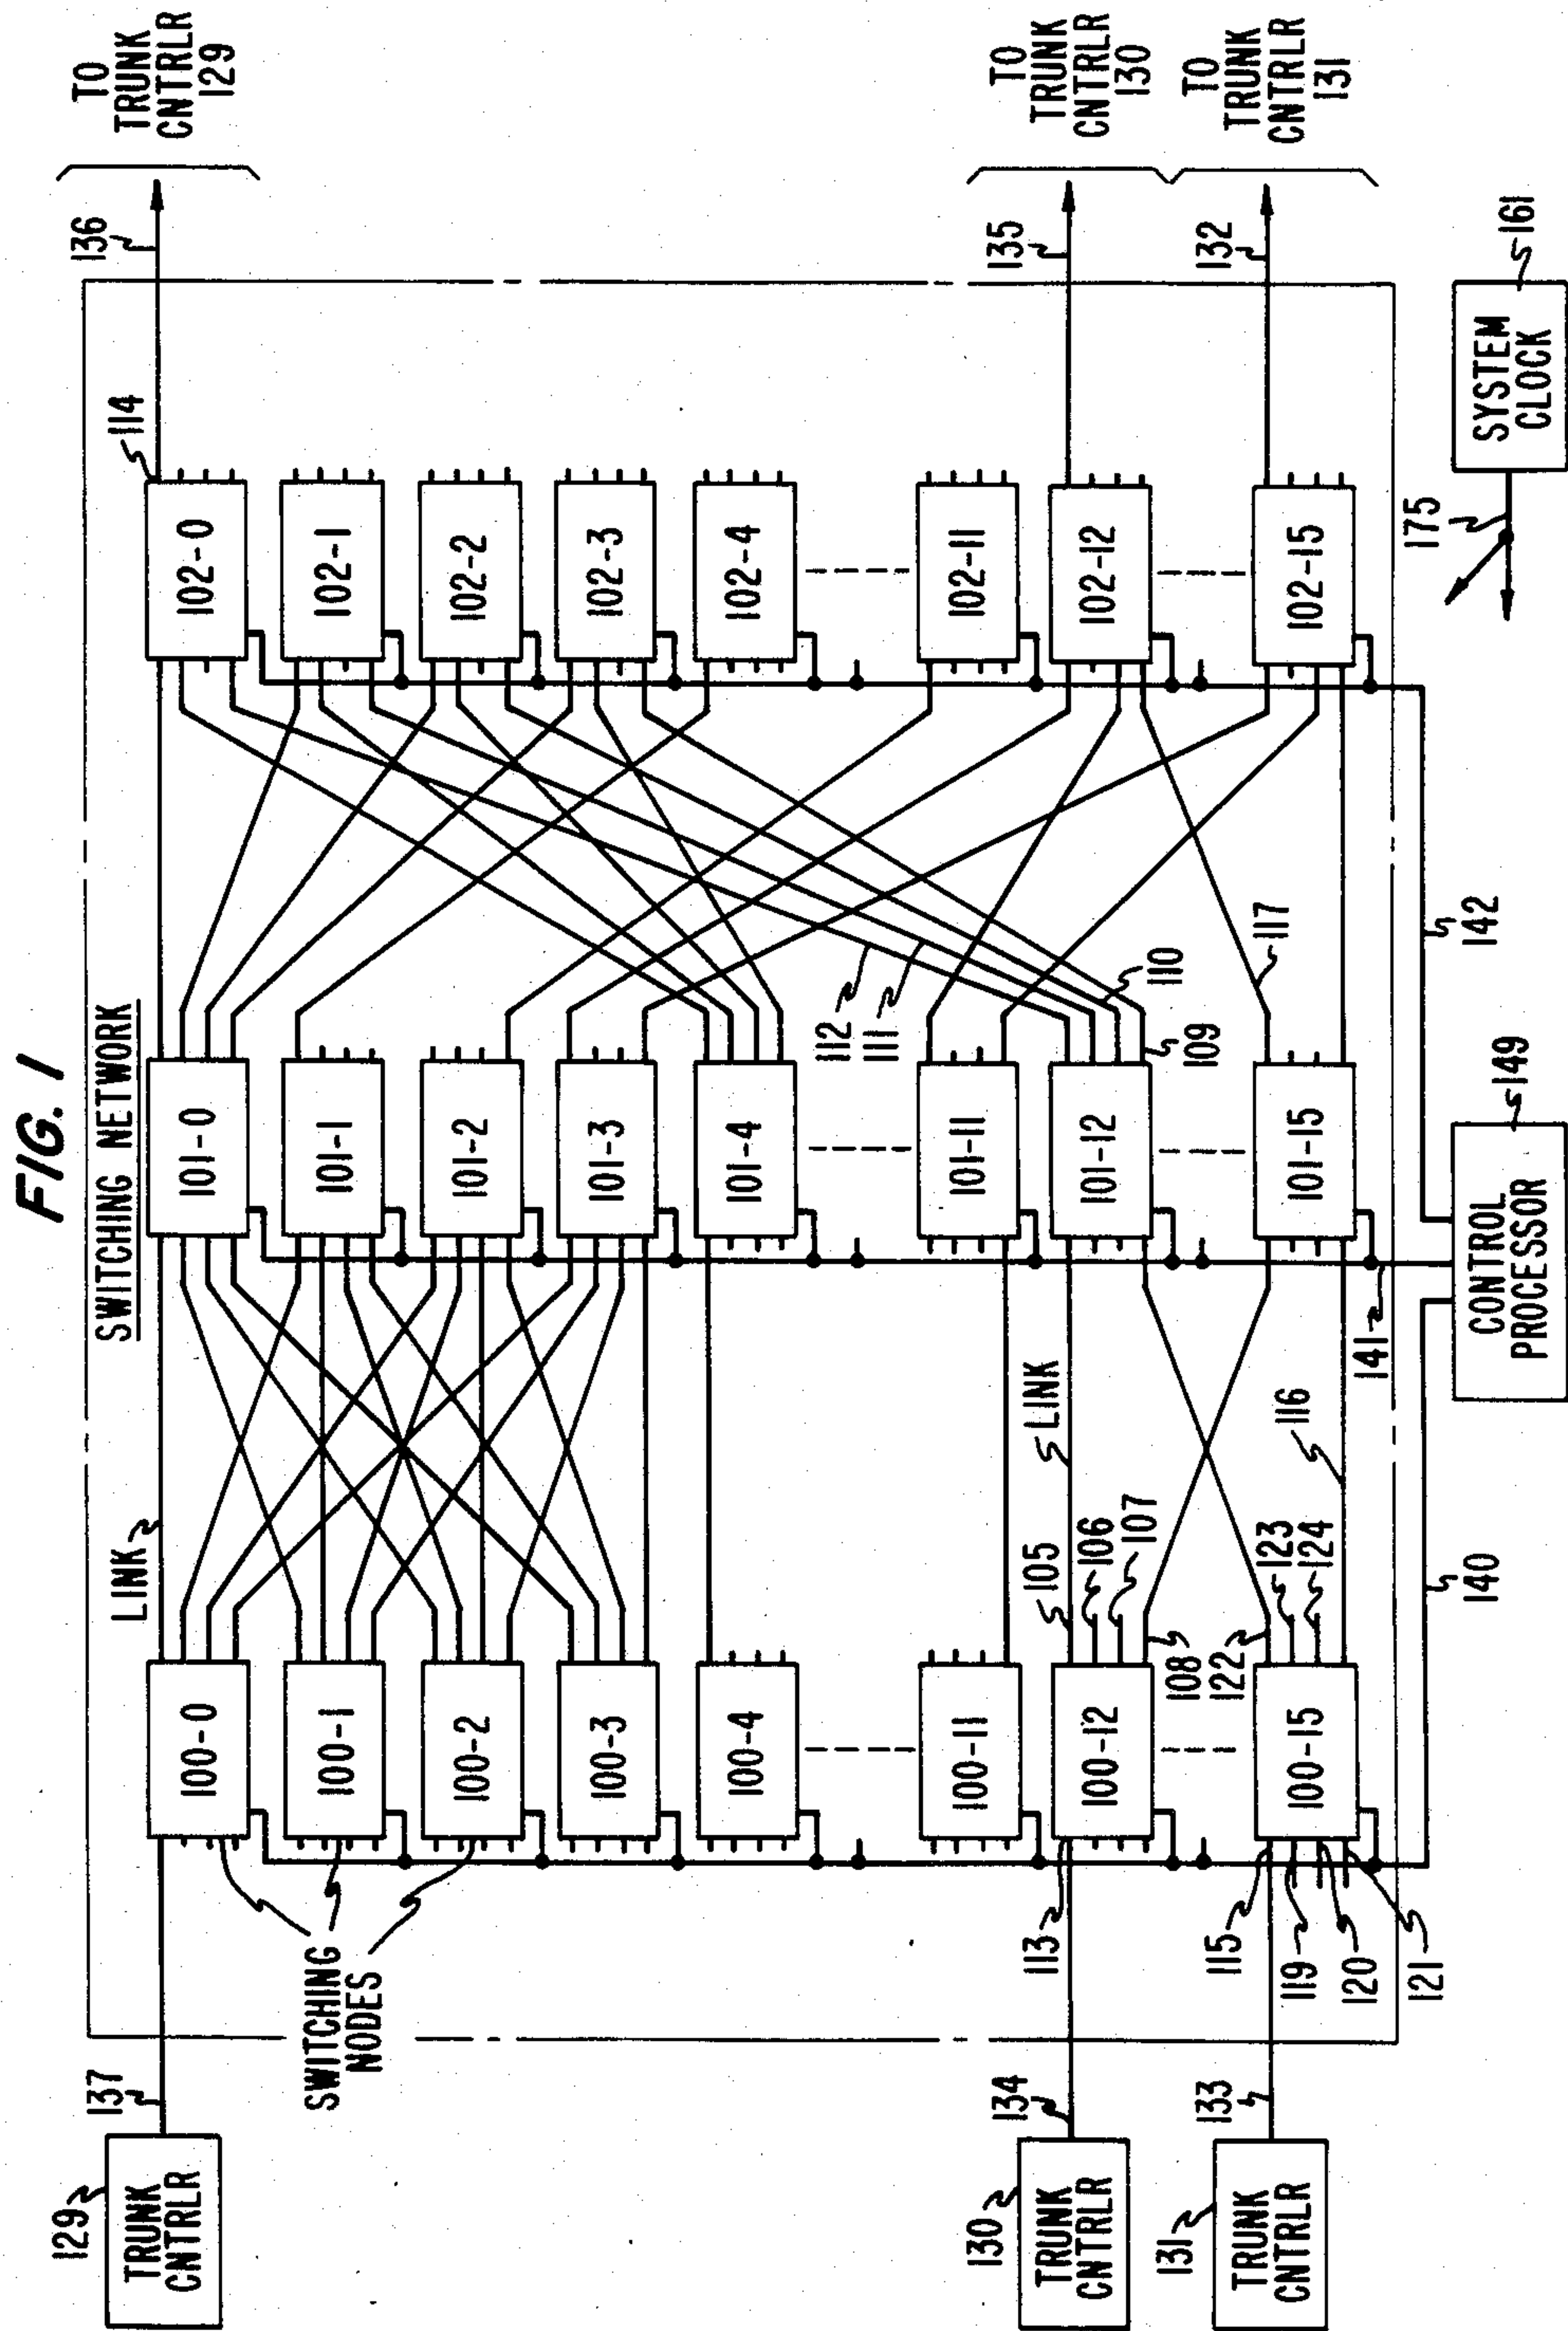 FIG. 1
SWITCHING NETWORK
129
TRUNK
CNTRLR
137
LINK
114
136
TO
TRUNK
CNTRLR
129
100-0
101-0
102-0
100-1
101-1
102-1
100-2
101-2
102-2
100-3
101-3
102-3
100-4
101-4
102-4
SWITCHING
NODES
112
111
110
109
117
100-11
101-11
102-11
130
TRUNK
CNTRLR
134
113
100-12
105
LINK
106
107
108
101-12
102-12
135
TO
TRUNK
CNTRLR
130
131
TRUNK
CNTRLR
133
115
119
120
121
100-15
122
123
124
116
101-15
102-15
132
TO
TRUNK
CNTRLR
131
140
141
142
CONTROL
PROCESSOR
149
175
SYSTEM
CLOCK
161